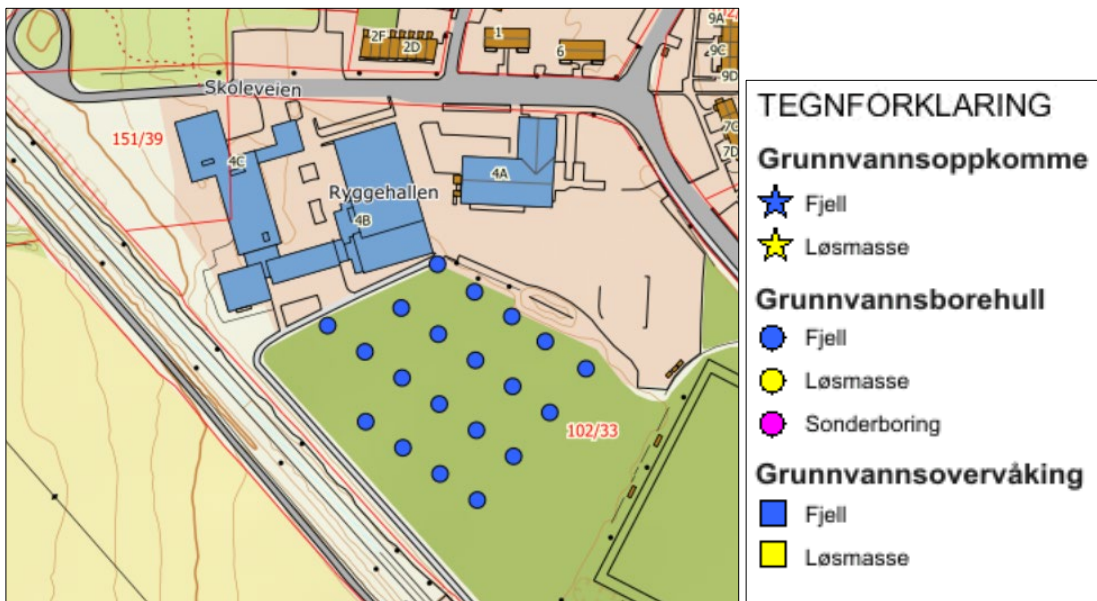 2F
2D
1
6
9A
9C
9D
Skoleveien
151/39
4C
4A
7D
Ryggehallen
4B
102/33
TEGNFORKLARING
Grunnvannsoppkomme
Fjell
Løsmasse
Grunnvannsborehull
Fjell
Løsmasse
Sonderboring
Grunnvannsovervåking
Fjell
Løsmasse